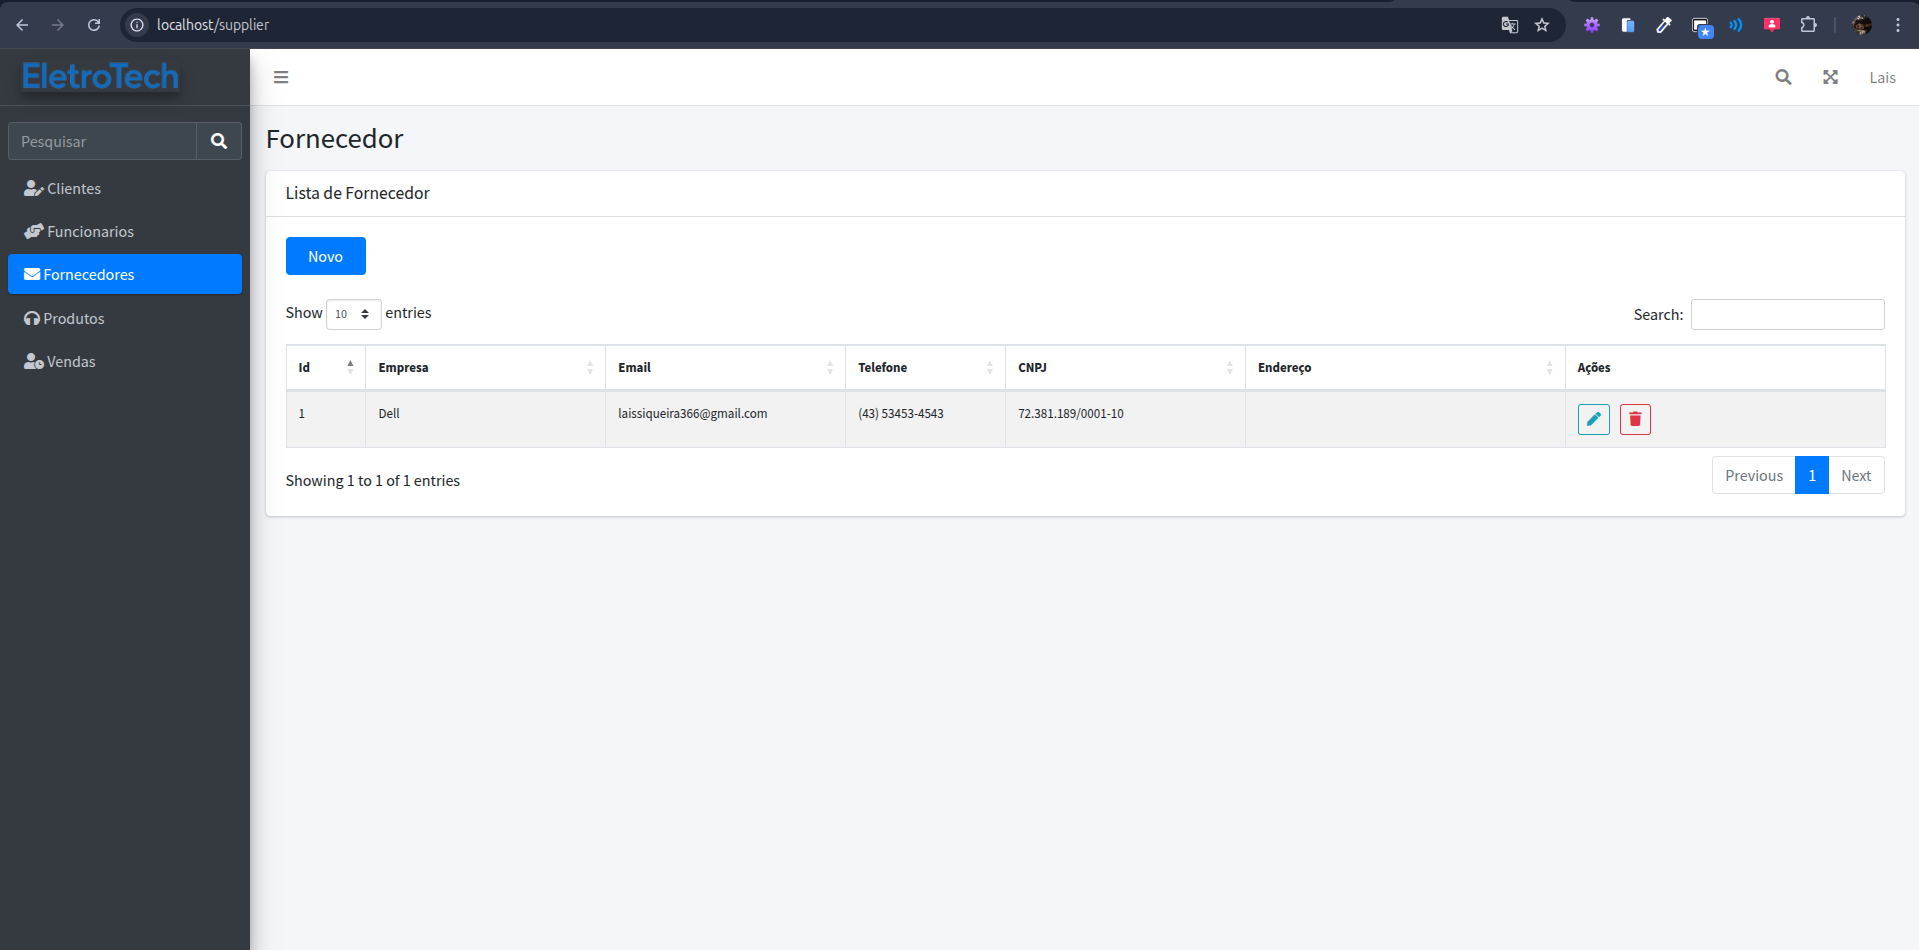 localhost/supplier
EletroTech
Lais
Pesquisar
Clientes
Funcionarios
Fornecedores
Produtos
Vendas
Fornecedor
Lista de Fornecedor
Novo
Show 10 entries
Search:
Id Empresa Email Telefone CNPJ Endereço Ações
1 Dell laissiqueira366@gmail.com (43) 53453-4543 72.381.189/0001-10
Showing 1 to 1 of 1 entries
Previous 1 Next